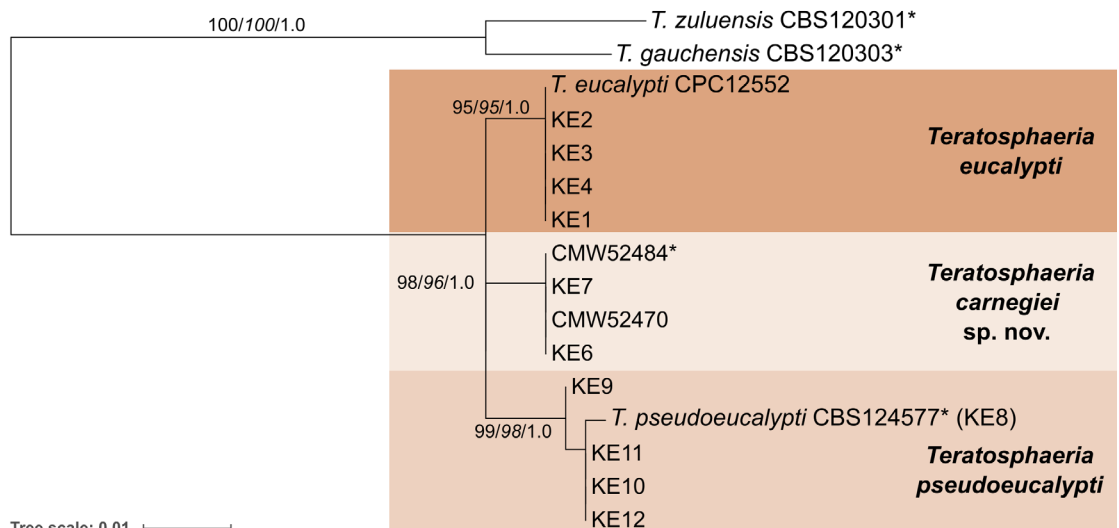 100/100/1.0
T. zuluensis CBS120301*
T. gauchensis CBS120303*
T. eucalypti CPC12552
95/95/1.0
KE2
KE3
KE4
KE1
Teratosphaeria
eucalypti
CMW52484*
98/96/1.0
KE7
CMW52470
KE6
Teratosphaeria
carnegiei
sp. nov.
KE9
T. pseudoeucalypti CBS124577* (KE8)
99/98/1.0
KE11
KE10
KE12
Teratosphaeria
pseudoeucalypti
Tree scale: 0.01